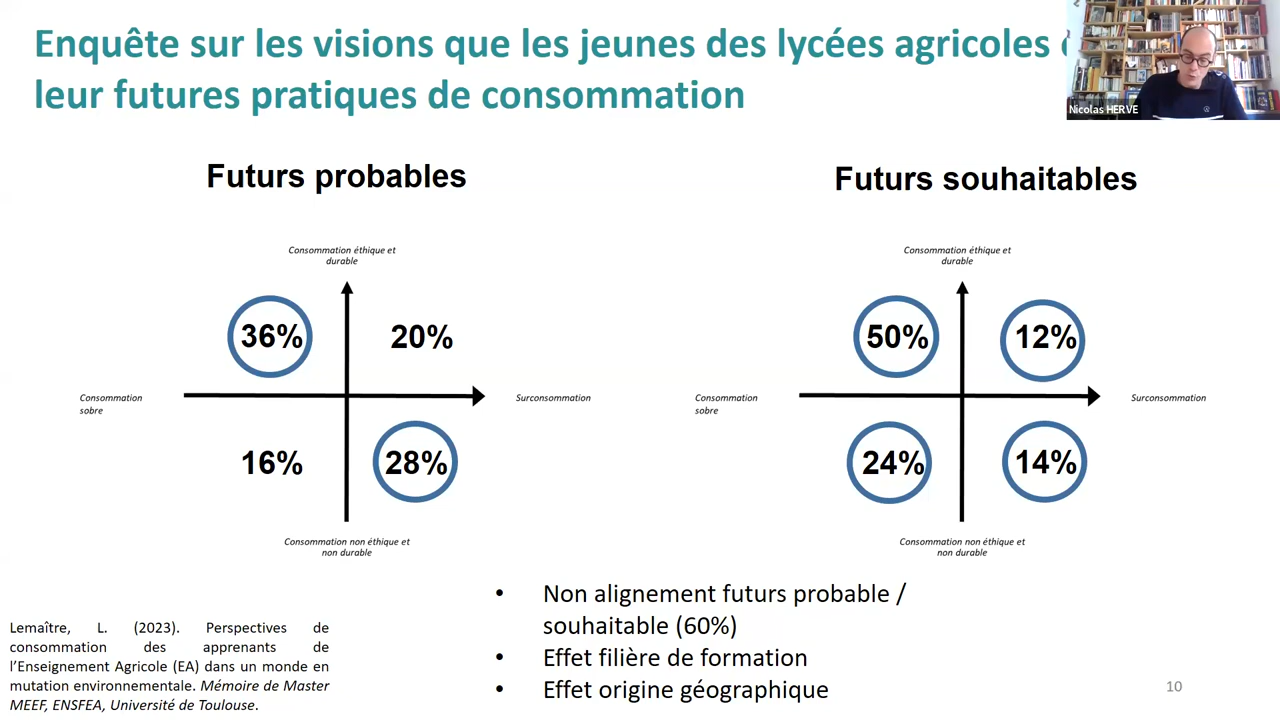 Enquête sur les visions que les jeunes des lycées agricoles
leur futures pratiques de consommation
Nicolas HERVE
Futurs probables
Futurs souhaitables
Consommation éthique et
durable
Consommation éthique et
durable
36%
20%
50%
12%
Consommation
sobre
Surconsommation
Consommation
sobre
Surconsommation
16%
28%
24%
14%
Consommation non éthique et
non durable
Consommation non éthique et
non durable
• Non alignement futurs probable /
souhaitable (60%)
• Effet filière de formation
• Effet origine géographique
Lemaître, L. (2023). Perspectives de
consommation des apprenants de
l’Enseignement Agricole (EA) dans un monde en
mutation environnementale. Mémoire de Master
MEEF, ENSFEA, Université de Toulouse.
10